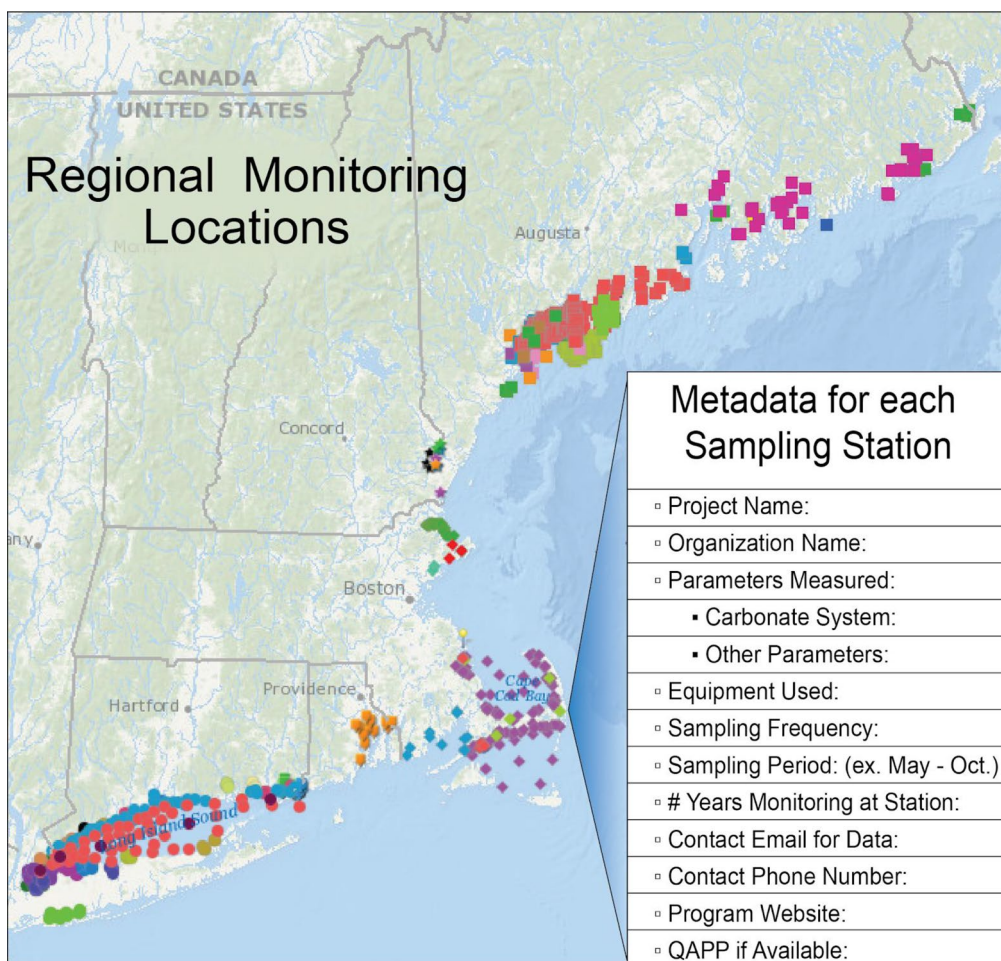 CANADA
UNITED STATES
Regional Monitoring
Locations
Augusta
Concord
Boston
Cape
Cod Bay
Providence
Hartford
Long Island Sound
Metadata for each
Sampling Station
▫ Project Name:
▫ Organization Name:
▫ Parameters Measured:
▪ Carbonate System:
▪ Other Parameters:
▫ Equipment Used:
▫ Sampling Frequency:
▫ Sampling Period: (ex. May - Oct.)
▫ # Years Monitoring at Station:
▫ Contact Email for Data:
▫ Contact Phone Number:
▫ Program Website:
▫ QAPP if Available: